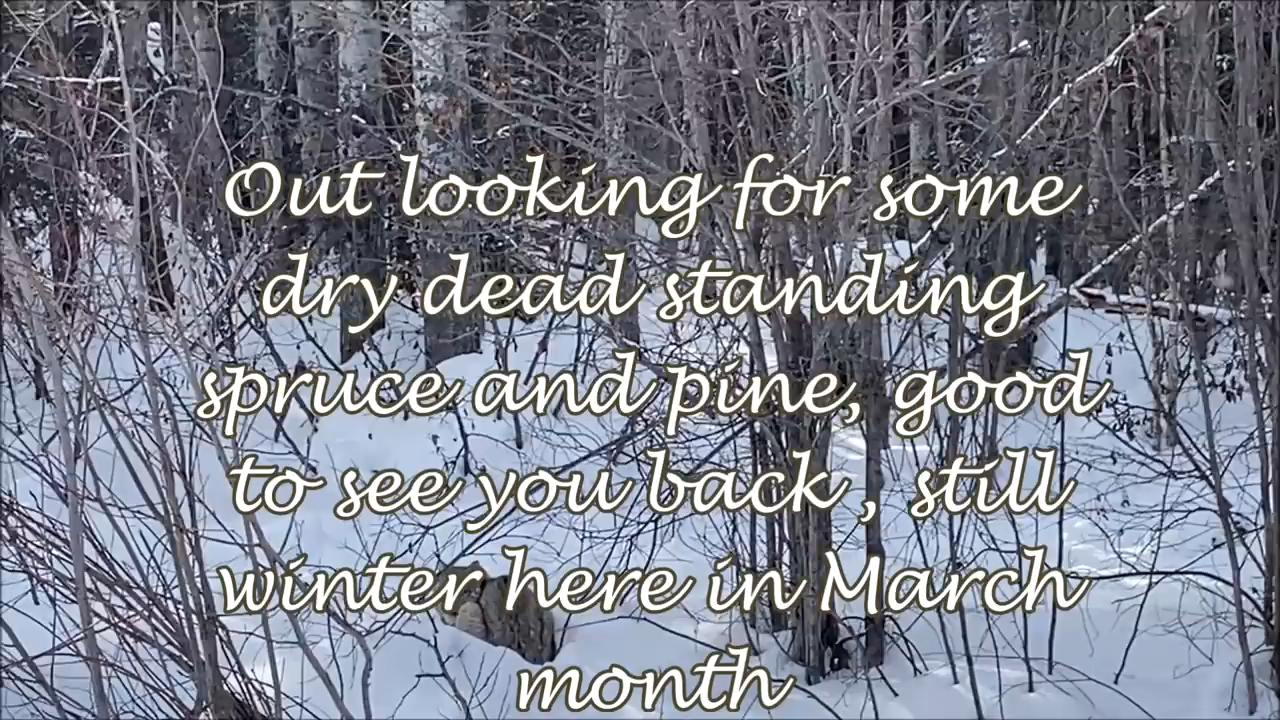 Out looking for some
dry dead standing
spruce and pine, good
to see you back , still
winter here in March
month